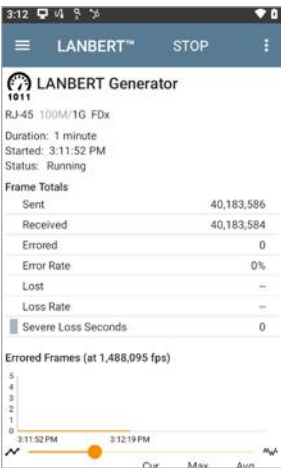 3:12
LANBERT™ STOP
1011
LANBERT Generator
RJ-45 100M/1G FDx
Duration: 1 minute
Started: 3:11:52 PM
Status: Running
Frame Totals
Sent 40,183,586
Received 40,183,584
Errored 0
Error Rate 0%
Lost --
Loss Rate --
Severe Loss Seconds 0
Errored Frames (at 1,488,095 fps)
5
4
3
2
1
0
3:11:52 PM 3:12:19 PM
Cur Max Avg